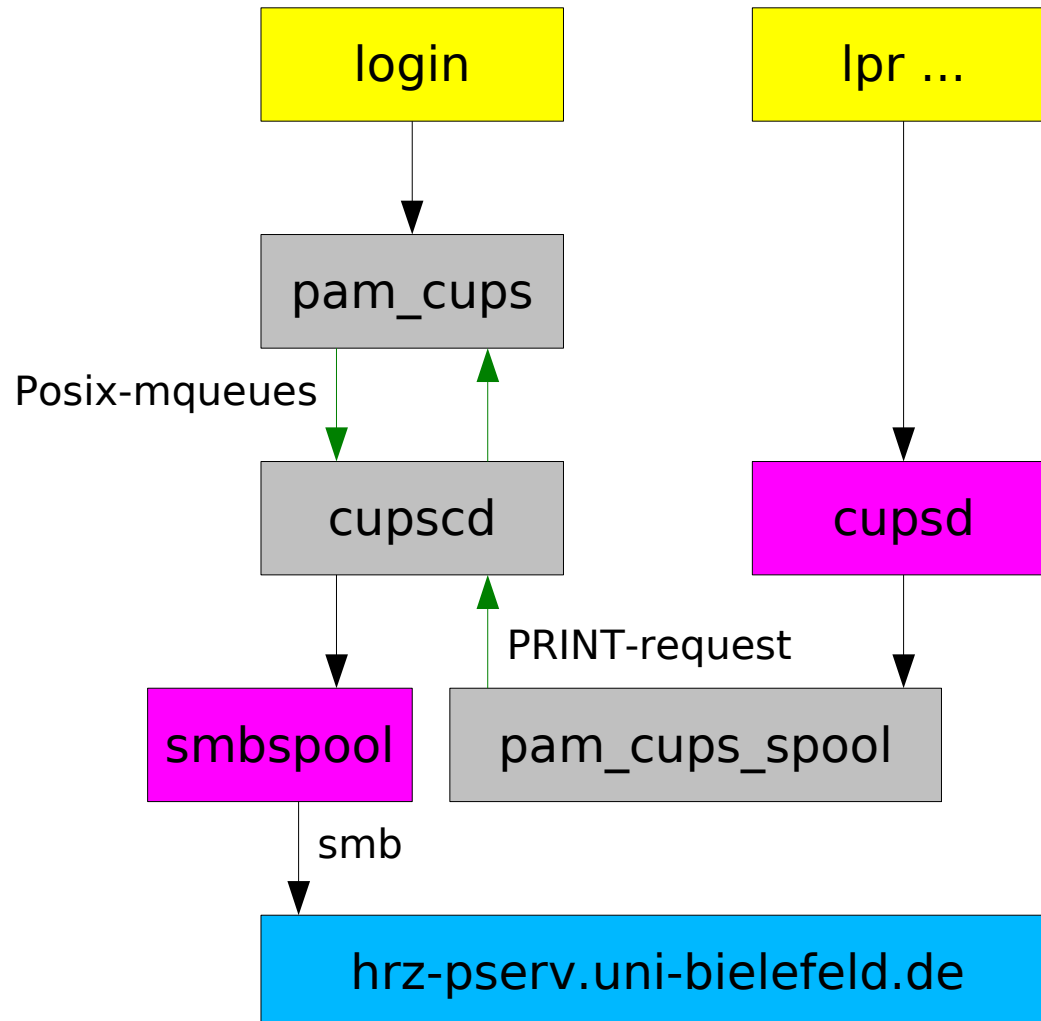 login
lpr ...
pam_cups
Posix-mqueues
cupscd
cupsd
PRINT-request
smbspool
pam_cups_spool
smb
hrz-pserv.uni-bielefeld.de